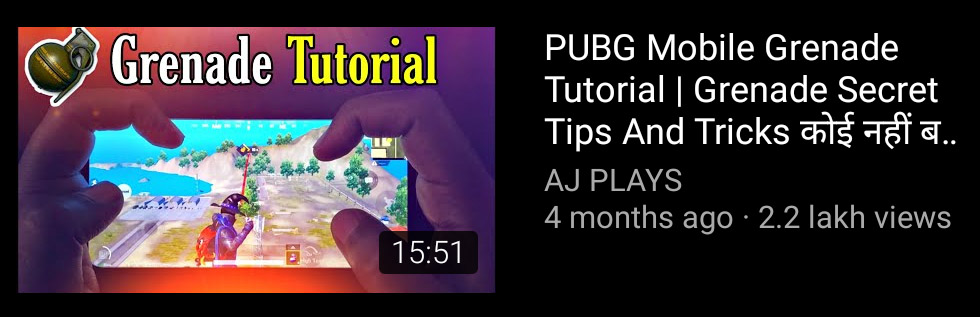 Grenade Tutorial
15:51
PUBG Mobile Grenade
Tutorial | Grenade Secret
Tips And Tricks कोई नहीं ब..
AJ PLAYS
4 months ago · 2.2 lakh views